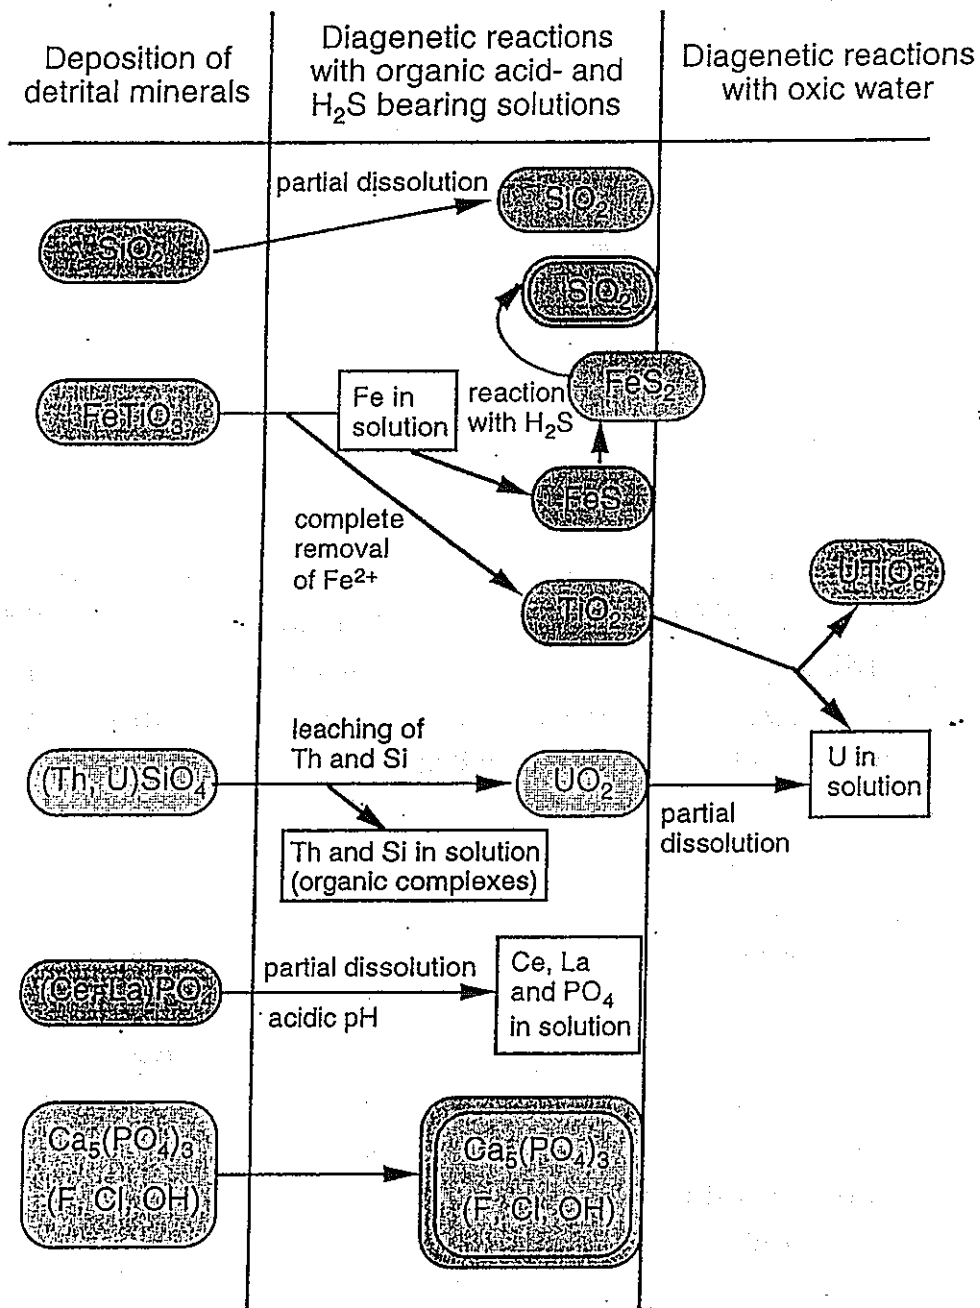 Deposition of
detrital minerals
Diagenetic reactions
with organic acid- and
H₂S bearing solutions
Diagenetic reactions
with oxic water
partial dissolution
SiO₂
SiO₂
SiO₂
FeTiO₃
Fe in
solution
reaction
with H₂S
FeS₂
FeS
complete
removal
of Fe²⁺
TiO₂
UTiO₆
(Th, U)SiO₄
leaching of
Th and Si
UO₂
partial
dissolution
U in
solution
Th and Si in solution
(organic complexes)
(Ce, La)PO
partial dissolution
acidic pH
Ce, La
and PO₄
in solution
Ca₅(PO₄)₃
(F, Cl, OH)
Ca₅(PO₄)₃
(F, Cl, OH)